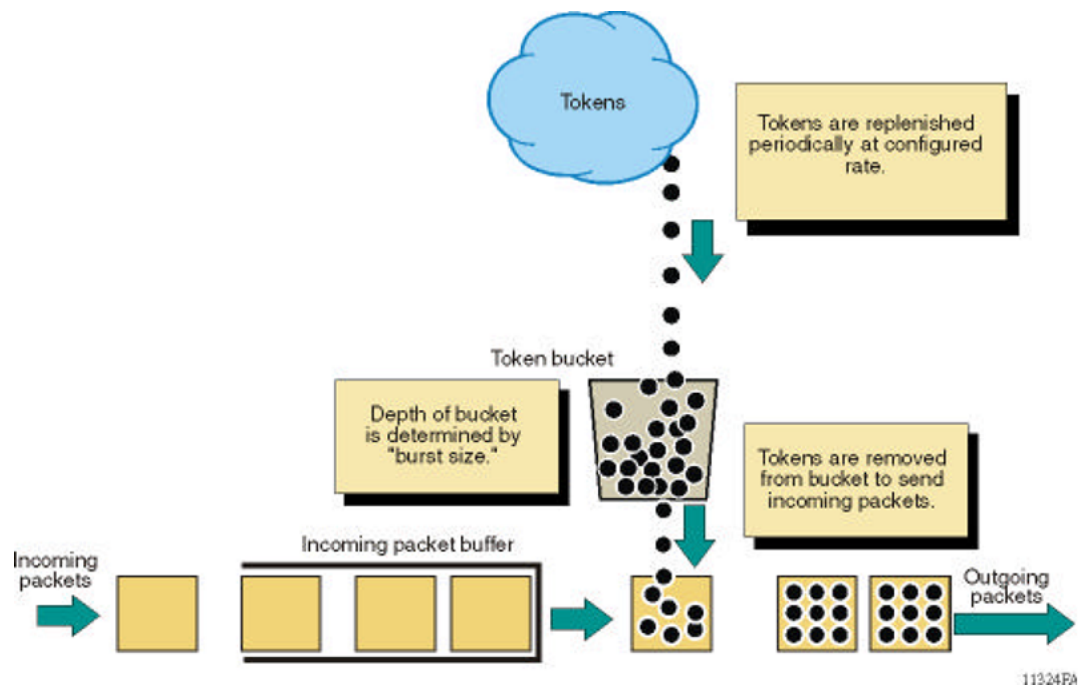 Tokens
Tokens are replenished
periodically at configured
rate.
Token bucket
Depth of bucket
is determined by
"burst size."
Tokens are removed
from bucket to send
incoming packets.
Incoming packet buffer
Incoming
packets
Outgoing
packets
11324PA